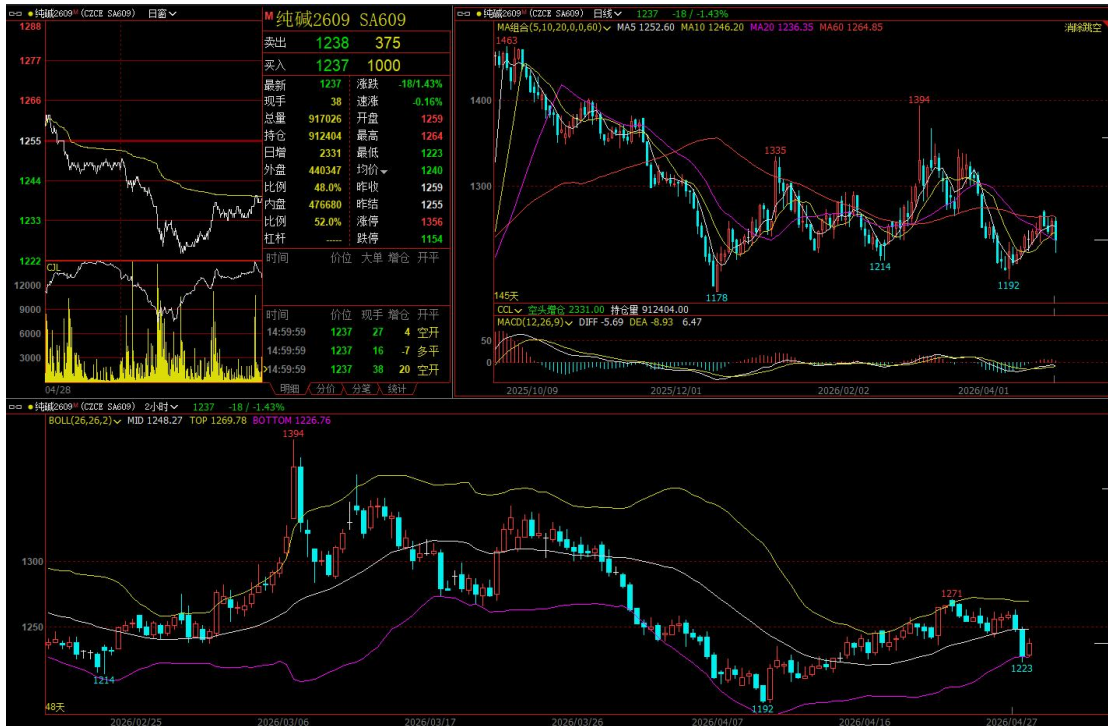 纯碱2609ᴹ (CZCE SA609) 日窗
1288
1277
1266
1255
1244
1233
1222
CJL
12000
9000
6000
3000
04/28
M 纯碱2609 SA609
卖出 1238 375
买入 1237 1000
最新 1237 涨跌 -18/1.43%
现手 38 速涨 -0.16%
总量 917026 开盘 1259
持仓 912404 最高 1264
日增 2331 最低 1223
外盘 440347 均价 1240
比例 48.0% 昨收 1259
内盘 476680 昨结 1255
比例 52.0% 涨停 1356
杠杆 ----- 跌停 1154
时间 价位 大单 增仓 开平
时间 价位 现手 增仓 开平
14:59:59 1237 27 4 空开
14:59:59 1237 16 -7 多平
>14:59:59 1237 38 20 空开
明细 分价 分笔 统计
纯碱2609ᴹ (CZCE SA609) 日线 1237 -18 / -1.43%
MA组合(5,10,20,0,0,60) MA5 1252.60 MA10 1246.20 MA20 1236.35 MA60 1264.85 消除跳空
1463
1400
1394
1335
1300
1214
1192
1178
145天
CCL 空头增仓 2331.00 持仓量 912404.00
MACD(12,26,9) DIFF -5.69 DEA -8.93 6.47
50
0
2025/10/09 2025/12/01 2026/02/02 2026/04/01
纯碱2609ᴹ (CZCE SA609) 2小时 1237 -18 / -1.43%
BOLL(26,26,2) MID 1248.27 TOP 1269.78 BOTTOM 1226.76
1394
1300
1271
1250
1223
1214
1192
48天
2026/02/25 2026/03/06 2026/03/17 2026/03/26 2026/04/07 2026/04/16 2026/04/27